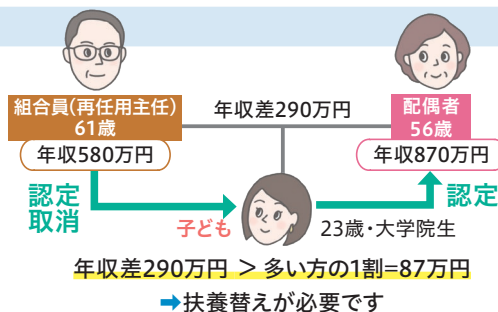 組合員(再任用主任)
61歳
年収580万円
年収差290万円
配偶者
56歳
年収870万円
認定
取消
子ども
23歳・大学院生
認定
年収差290万円 ＞ 多い方の1割=87万円
➡扶養替えが必要です